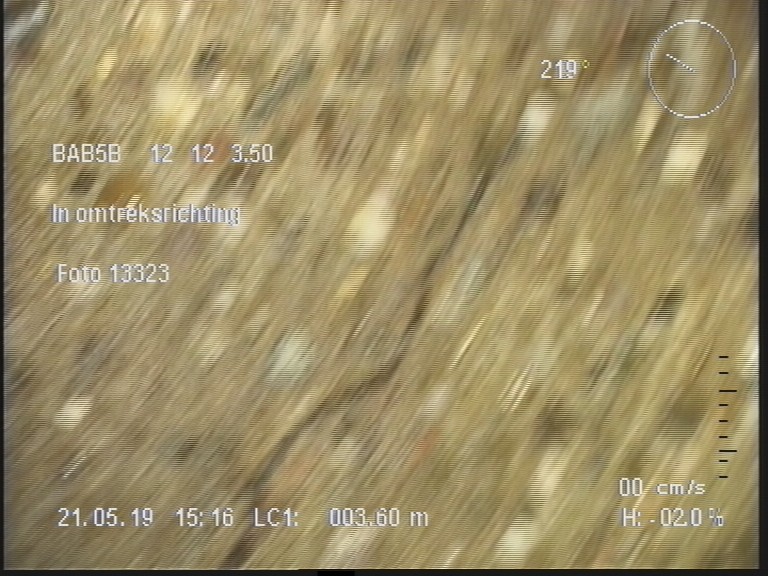 219°
BAB5B 12 12 3.50
In omtreksrichting
Foto 13323
00 cm/s
21.05.19 15:16 LC1: 003.60 m H: -02.0 %